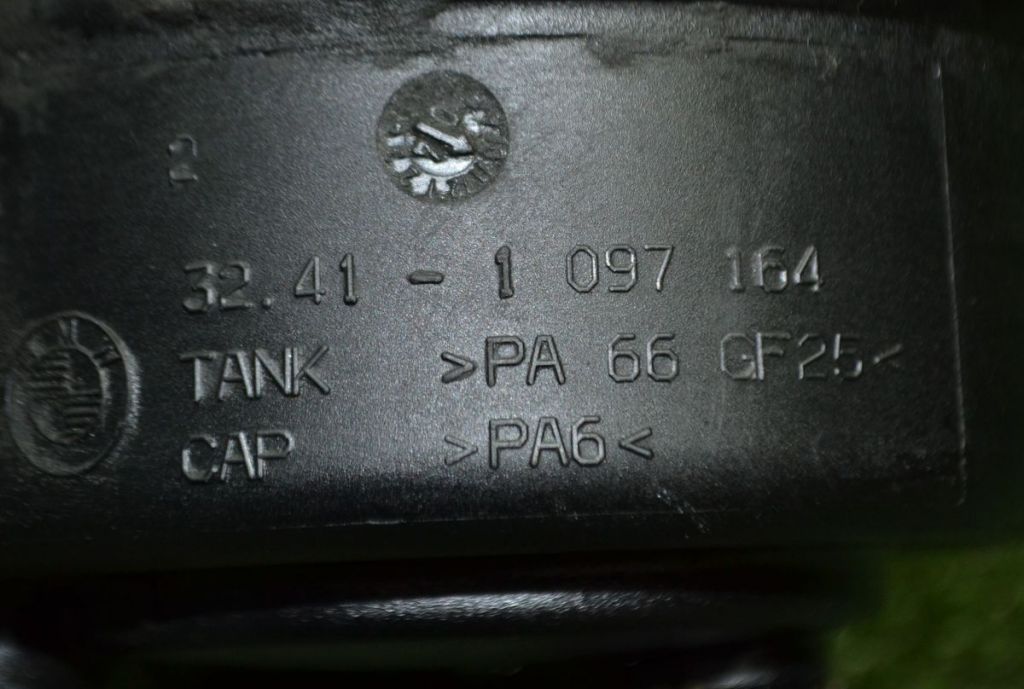 2
32.41 - 1 097 164
TANK >PA 66 GF25<
CAP >PA6<